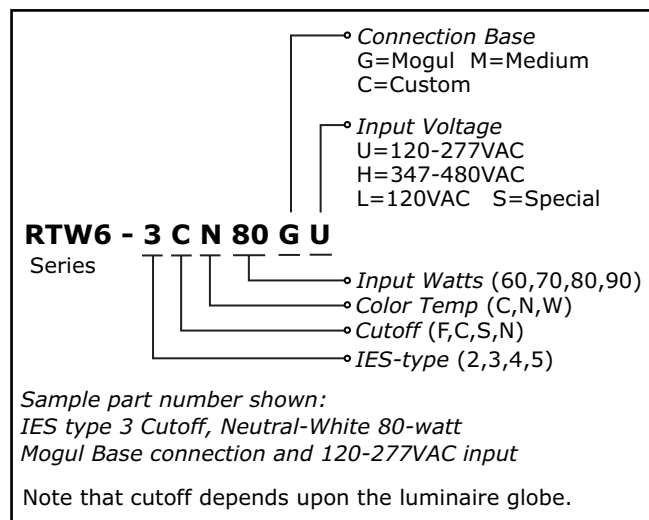 Connection Base
G=Mogul M=Medium
C=Custom
Input Voltage
U=120-277VAC
H=347-480VAC
L=120VAC S=Special
RTW6 - 3 C N 80 G U
Series
Input Watts (60,70,80,90)
Color Temp (C,N,W)
Cutoff (F,C,S,N)
IES-type (2,3,4,5)
Sample part number shown:
IES type 3 Cutoff, Neutral-White 80-watt
Mogul Base connection and 120-277VAC input
Note that cutoff depends upon the luminaire globe.